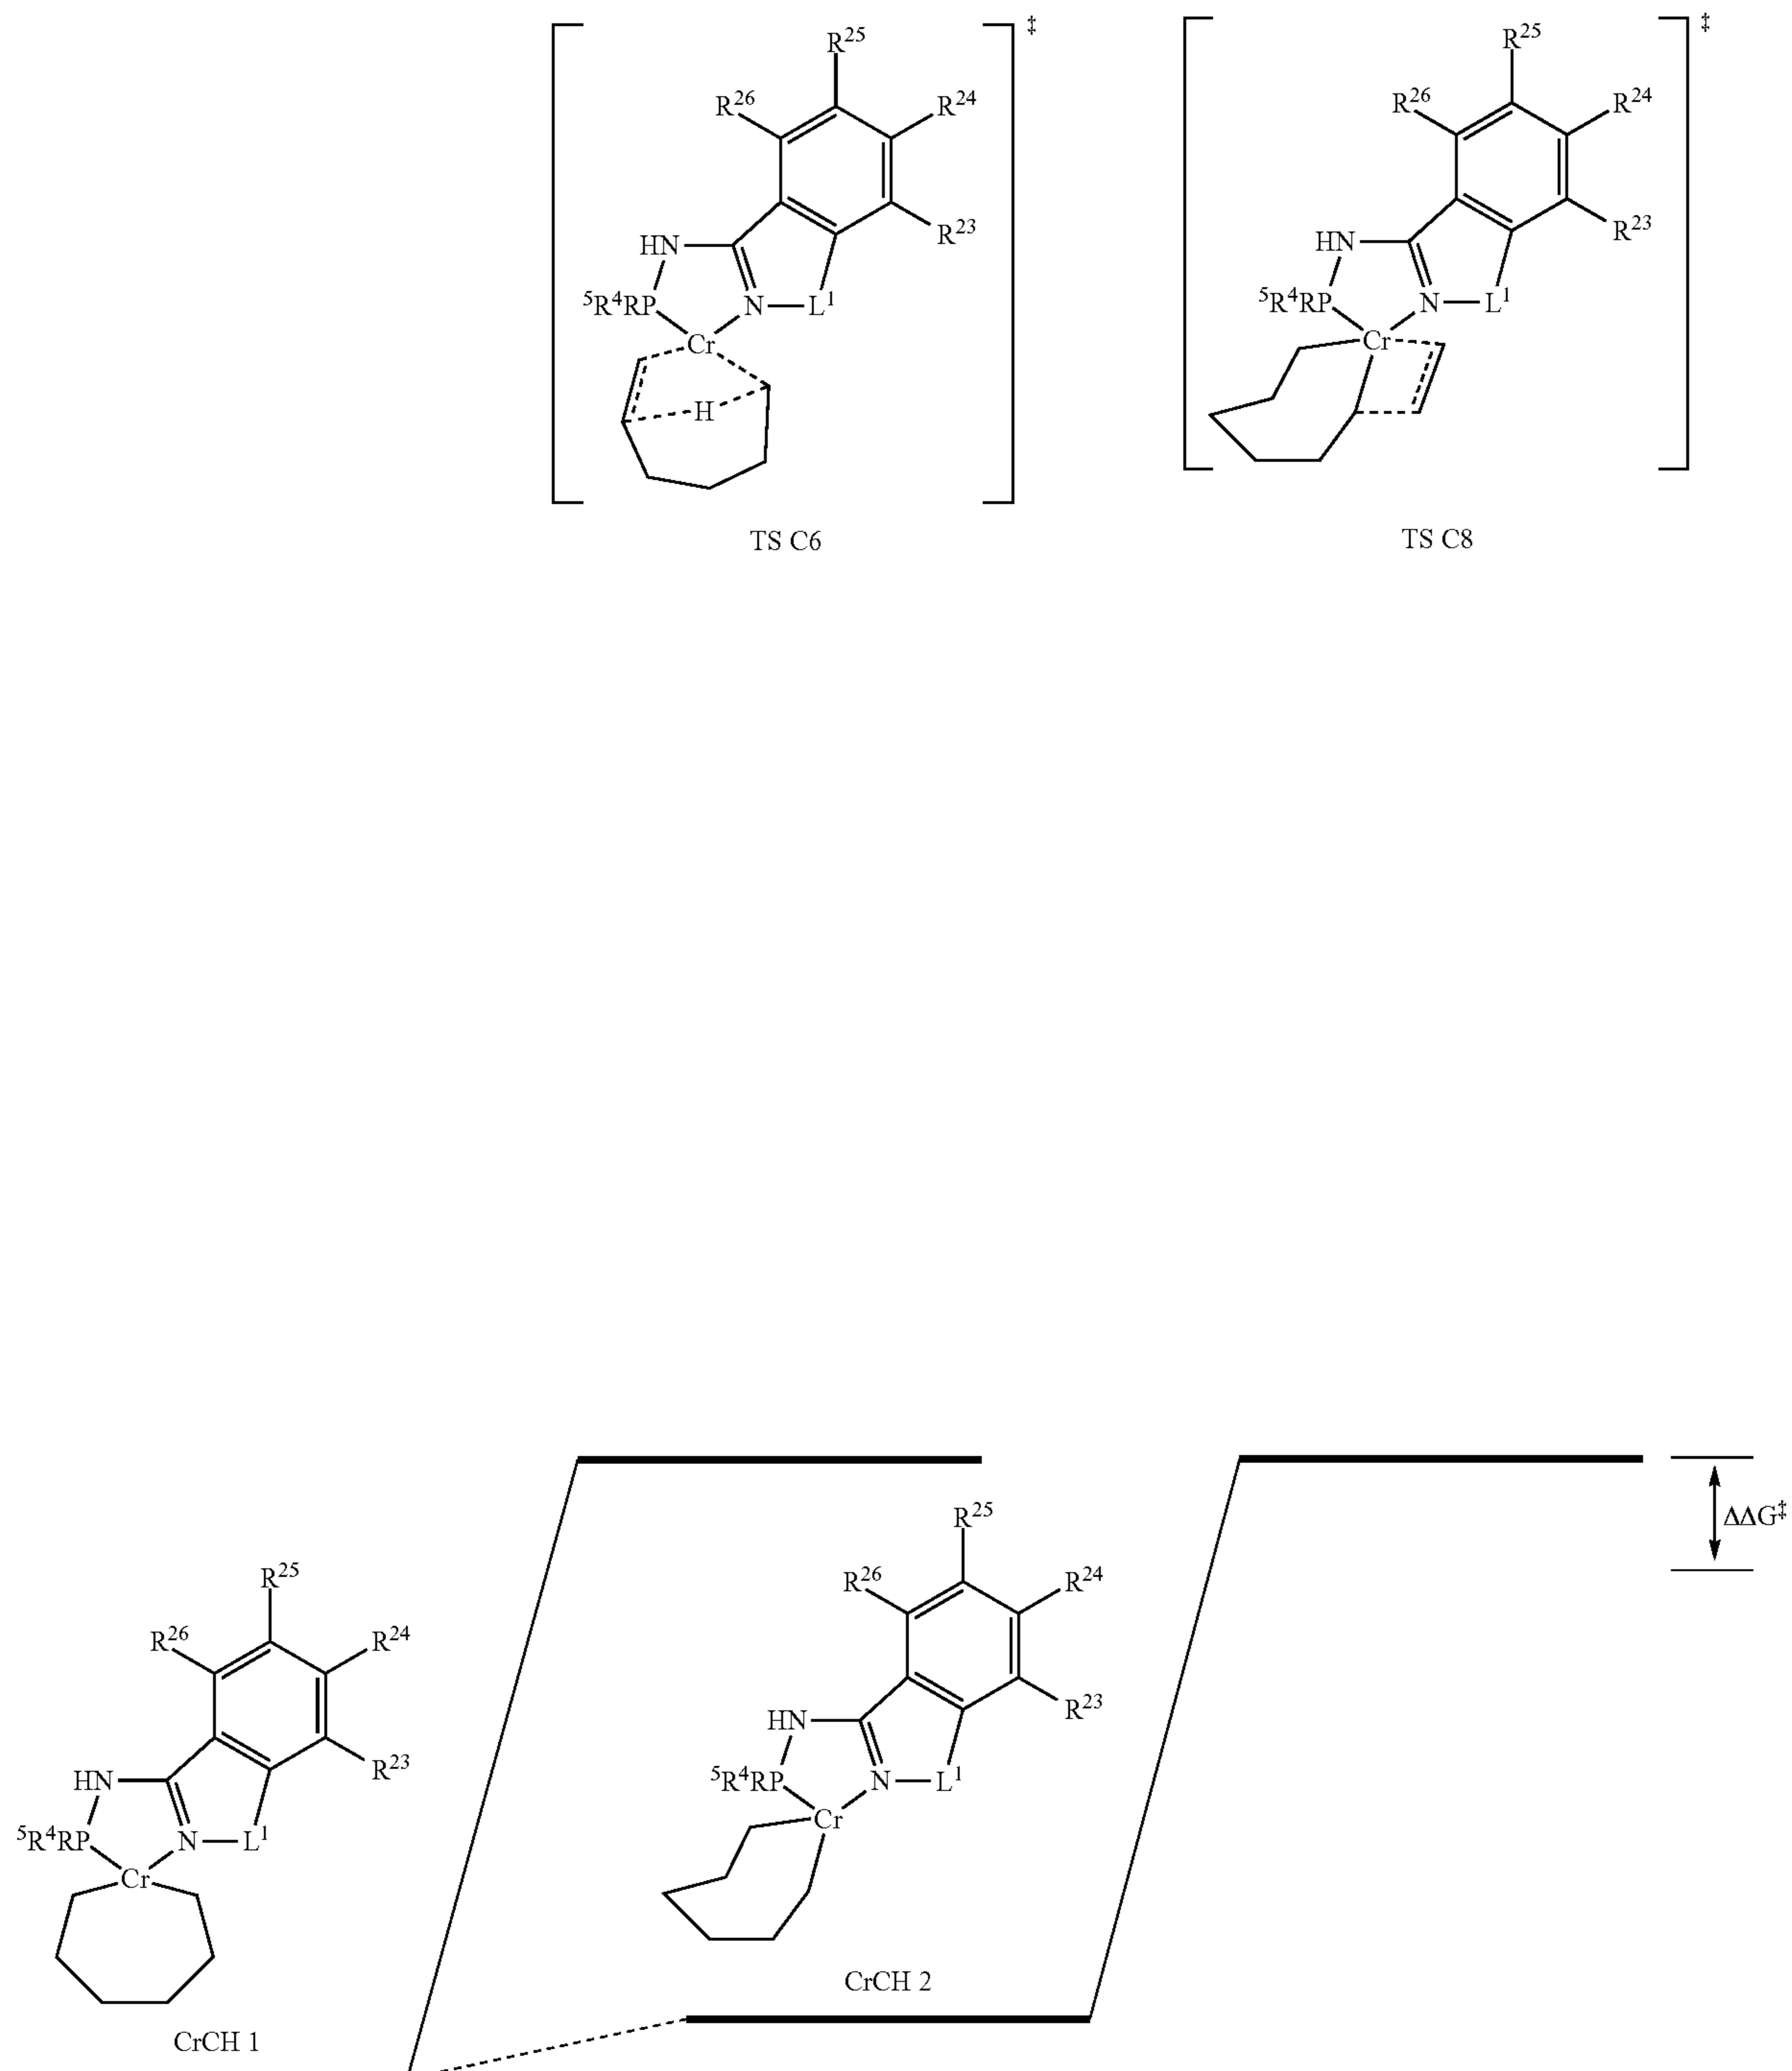 ‡ ‡
R²⁵ R²⁵
R²⁶ R²⁴ R²⁶ R²⁴
R²³ R²³
HN HN
⁵R⁴RP N L¹ ⁵R⁴RP N L¹
Cr Cr
H
TS C6 TS C8
ΔΔG‡
R²⁵
R²⁶ R²⁴
R²³
HN
⁵R⁴RP N L¹
Cr
CrCH 2
R²⁵
R²⁶ R²⁴
R²³
HN
⁵R⁴RP N L¹
Cr
CrCH 1